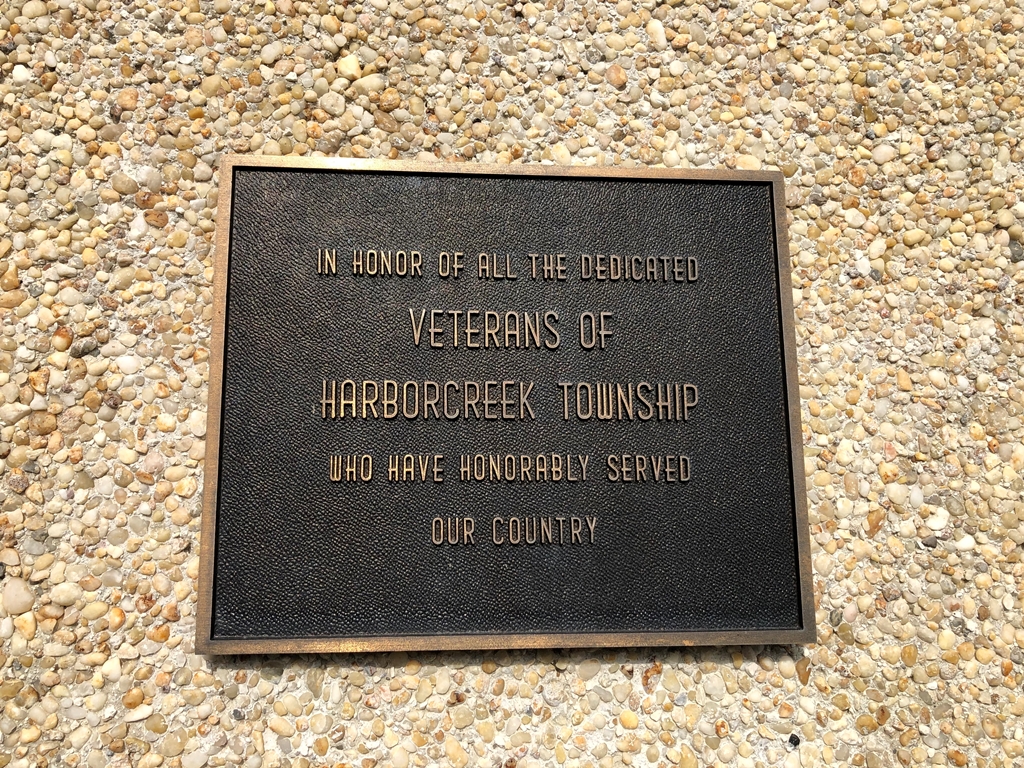 IN HONOR OF ALL THE DEDICATED
VETERANS OF
HARBORCREEK TOWNSHIP
WHO HAVE HONORABLY SERVED
OUR COUNTRY